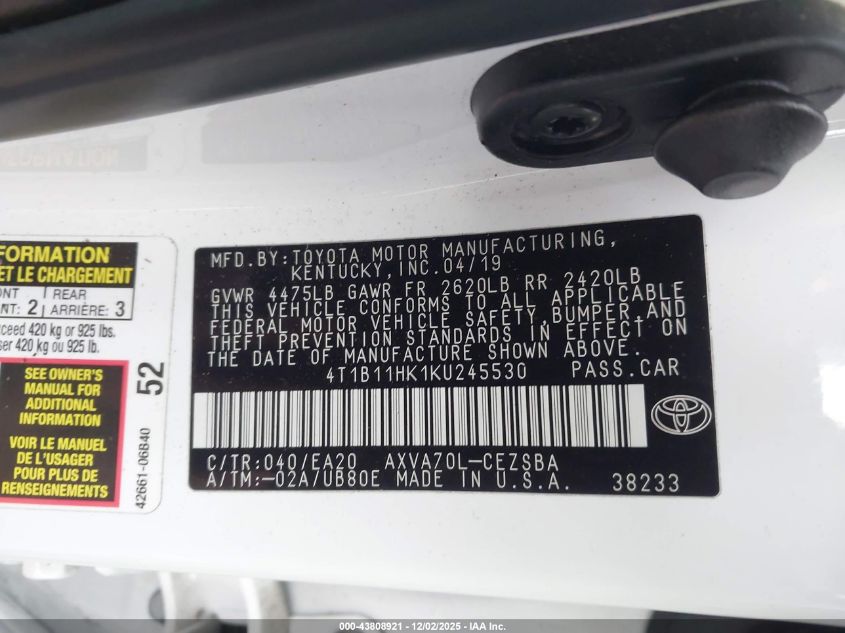 FORMATION
ET LE CHARGEMENT
2 REAR
ARRIÈRE: 3
420 kg or 925 lbs.
420 kg ou 925 lb.
SEE OWNER'S
MANUAL FOR
ADDITIONAL
INFORMATION
VOIR LE MANUEL
DE L'USAGER
POUR PLUS DE
RENSEIGNEMENTS
52
42661-06B40
MFD.BY:TOYOTA MOTOR MANUFACTURING,
KENTUCKY,INC.04/19
GVWR 4475LB GAWR FR 2620LB RR 2420LB
THIS VEHICLE CONFORMS TO ALL APPLICABLE
FEDERAL MOTOR VEHICLE SAFETY,BUMPER,AND
THEFT PREVENTION STANDARDS IN EFFECT ON
THE DATE OF MANUFACTURE SHOWN ABOVE.
4T1B11HK1KU245530 PASS.CAR
C/TR:040/EA20 AXVA70L-CEZSBA
A/TM:-02A/UB80E MADE IN U.S.A. 38233
000-43808921 - 12/02/2025 - IAA Inc.